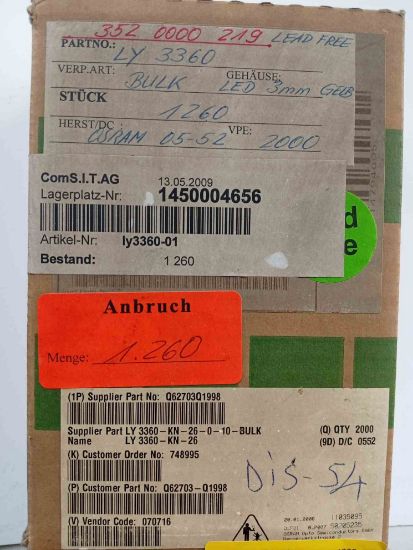 352 0000 219 LEAD FREE
PARTNO.: LY 3360
VERP.ART: BULK GEHÄUSE: LED 3mm GELB
STÜCK 1260
HERST/DC: OSRAM 05-52 VPE: 2000
ComS.I.T.AG 13.05.2009
Lagerplatz-Nr: 1450004656
Artikel-Nr: ly3360-01
Bestand: 1 260
d
e
Anbruch
Menge: 1.260
(1P) Supplier Part No: Q62703Q1998
Supplier Part LY 3360-KN-26-0-10-BULK (Q) QTY 2000
Name LY 3360-KN-26 (9D) D/C 0552
(K) Customer Order No: 748995
DIS-54
(P) Customer Part No: Q62703-Q1998
(V) Vendor Code: 070716
20.01.2006